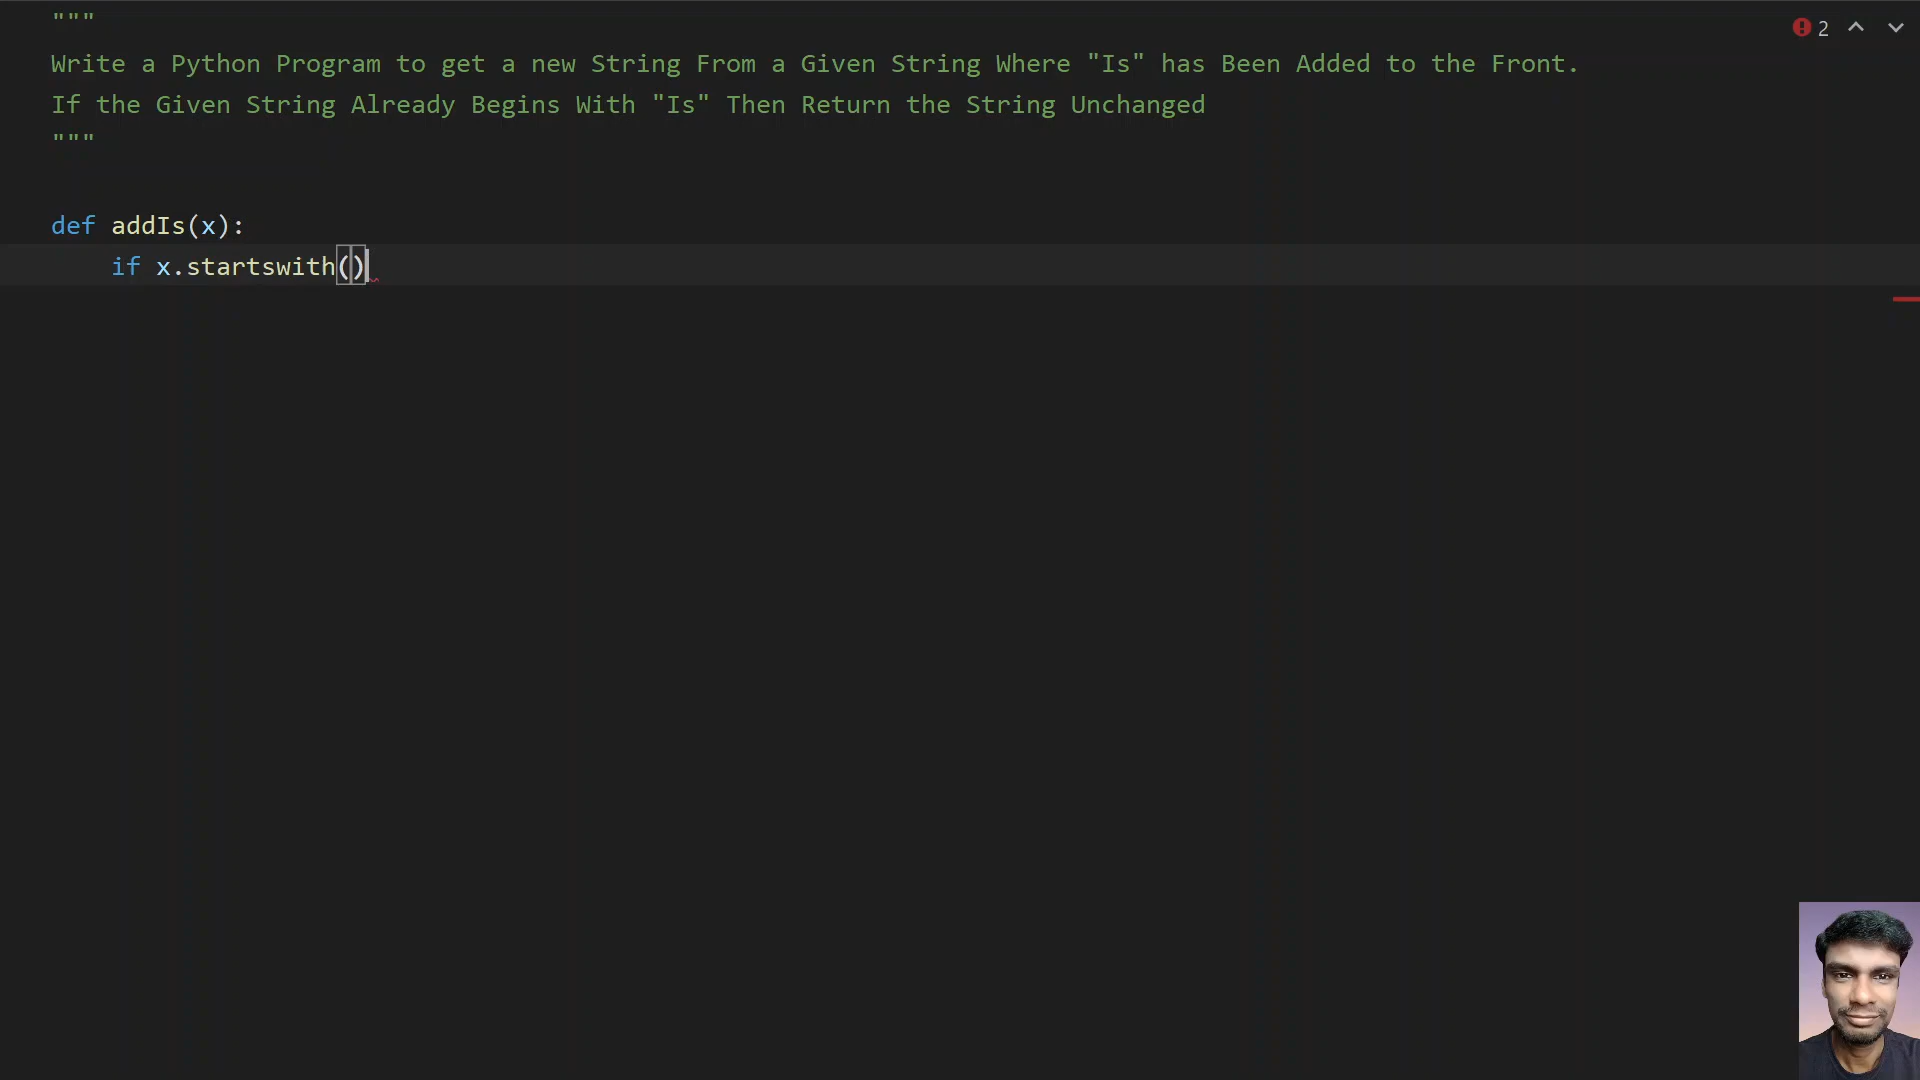 """
Write a Python Program to get a new String From a Given String Where "Is" has Been Added to the Front.
If the Given String Already Begins With "Is" Then Return the String Unchanged
"""
def addIs(x):
if x.startswith()
2